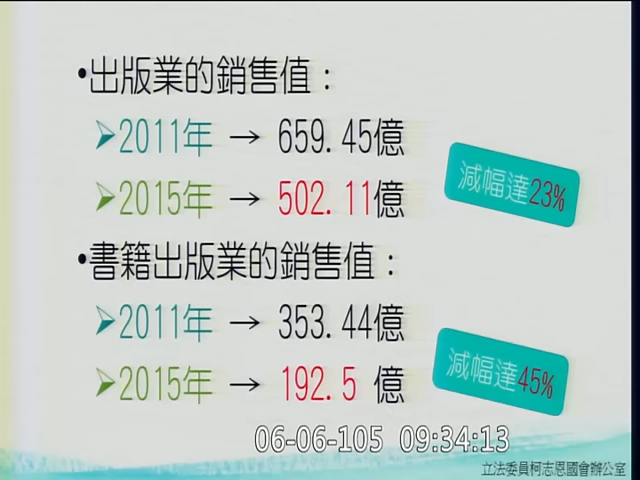 •出版業的銷售值：
➢2011年 → 659.45億
➢2015年 → 502.11億
減幅達23%
•書籍出版業的銷售值：
➢2011年 → 353.44億
➢2015年 → 192.5 億
減幅達45%
06-06-105 09:34:13
立法委員柯志恩國會辦公室